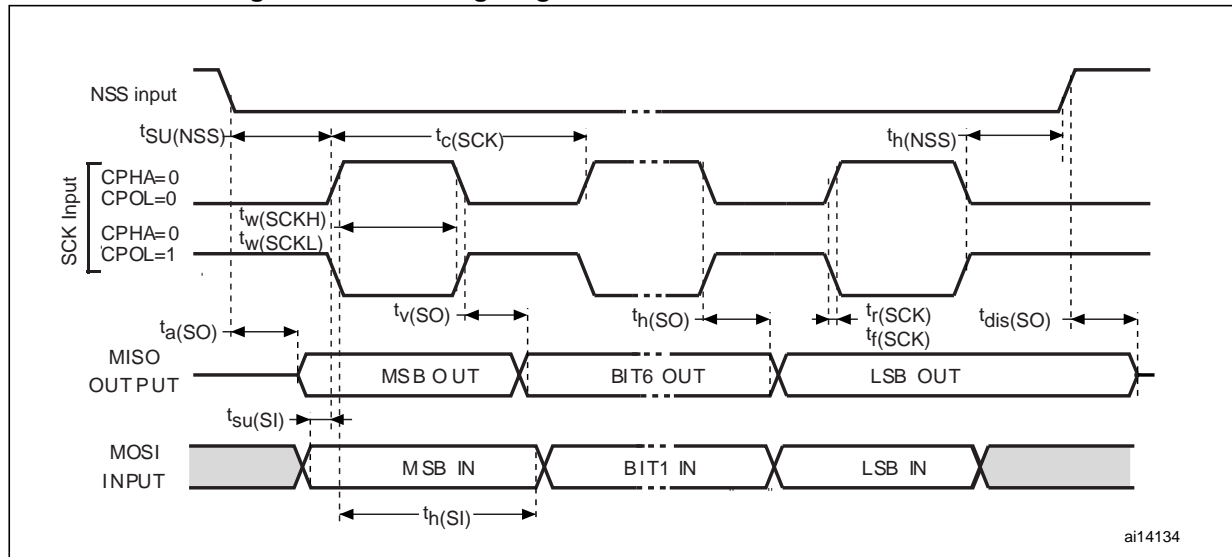 NSS input
tSU(NSS)
tc(SCK)
th(NSS)
SCK Input
CPHA=0
CPOL=0
tw(SCKH)
CPHA=0
tw(SCKL)
CPOL=1
ta(SO)
tv(SO)
th(SO)
tr(SCK)
tf(SCK)
tdis(SO)
MISO
OUTPUT
MSB OUT
BIT6 OUT
LSB OUT
tsu(SI)
MOSI
INPUT
MSB IN
BIT1 IN
LSB IN
th(SI)
ai14134